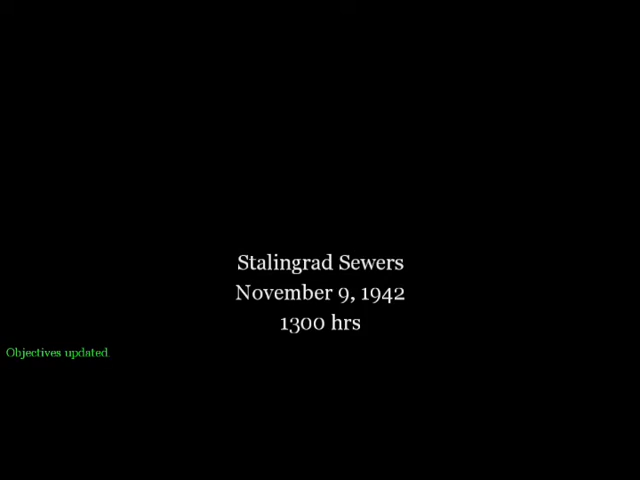 Stalingrad Sewers
November 9, 1942
1300 hrs
Objectives updated.